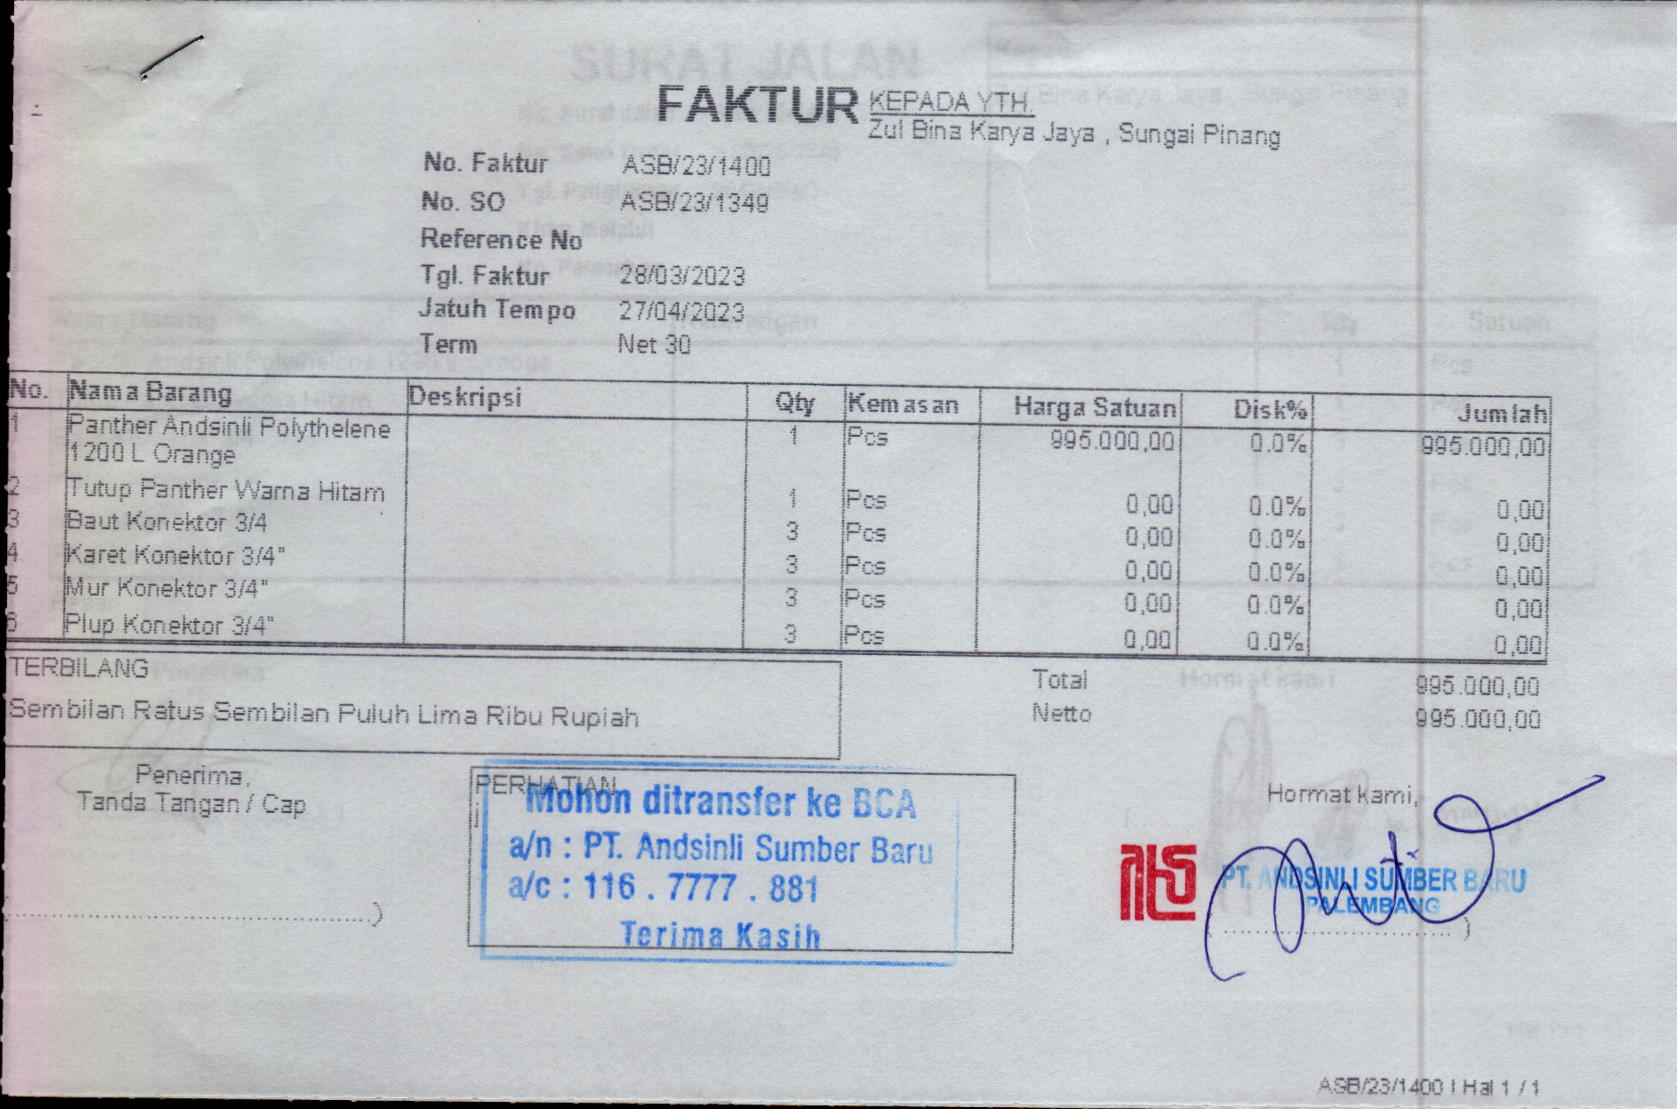 FAKTUR
KEPADA YTH.
Zul Bina Karya Jaya , Sungai Pinang
No. Faktur ASB/23/1400
No. SO ASB/23/1349
Reference No
Tgl. Faktur 28/03/2023
Jatuh Tempo 27/04/2023
Term Net 30
No. Nama Barang Deskripsi Qty Kemasan Harga Satuan Disk% Jumlah
1 Panther Andsinli Polythelene 1 Pcs 995.000,00 0.0% 995.000,00
1200 L Orange
2 Tutup Panther Warna Hitam 1 Pcs 0,00 0.0% 0,00
3 Baut Konektor 3/4 3 Pcs 0,00 0.0% 0,00
4 Karet Konektor 3/4" 3 Pcs 0,00 0.0% 0,00
5 Mur Konektor 3/4" 3 Pcs 0,00 0.0% 0,00
6 Plup Konektor 3/4" 3 Pcs 0,00 0.0% 0,00
TERBILANG
Sembilan Ratus Sembilan Puluh Lima Ribu Rupiah
Total 995.000,00
Netto 995.000,00
Penerima,
Tanda Tangan / Cap
PERHATIAN
Mohon ditransfer ke BCA
a/n : PT. Andsinli Sumber Baru
a/c : 116 . 7777 . 881
Terima Kasih
Hormat kami,
PT. ANDSINLI SUMBER BARU
PALEMBANG
ASB/23/1400 | Hal 1 / 1